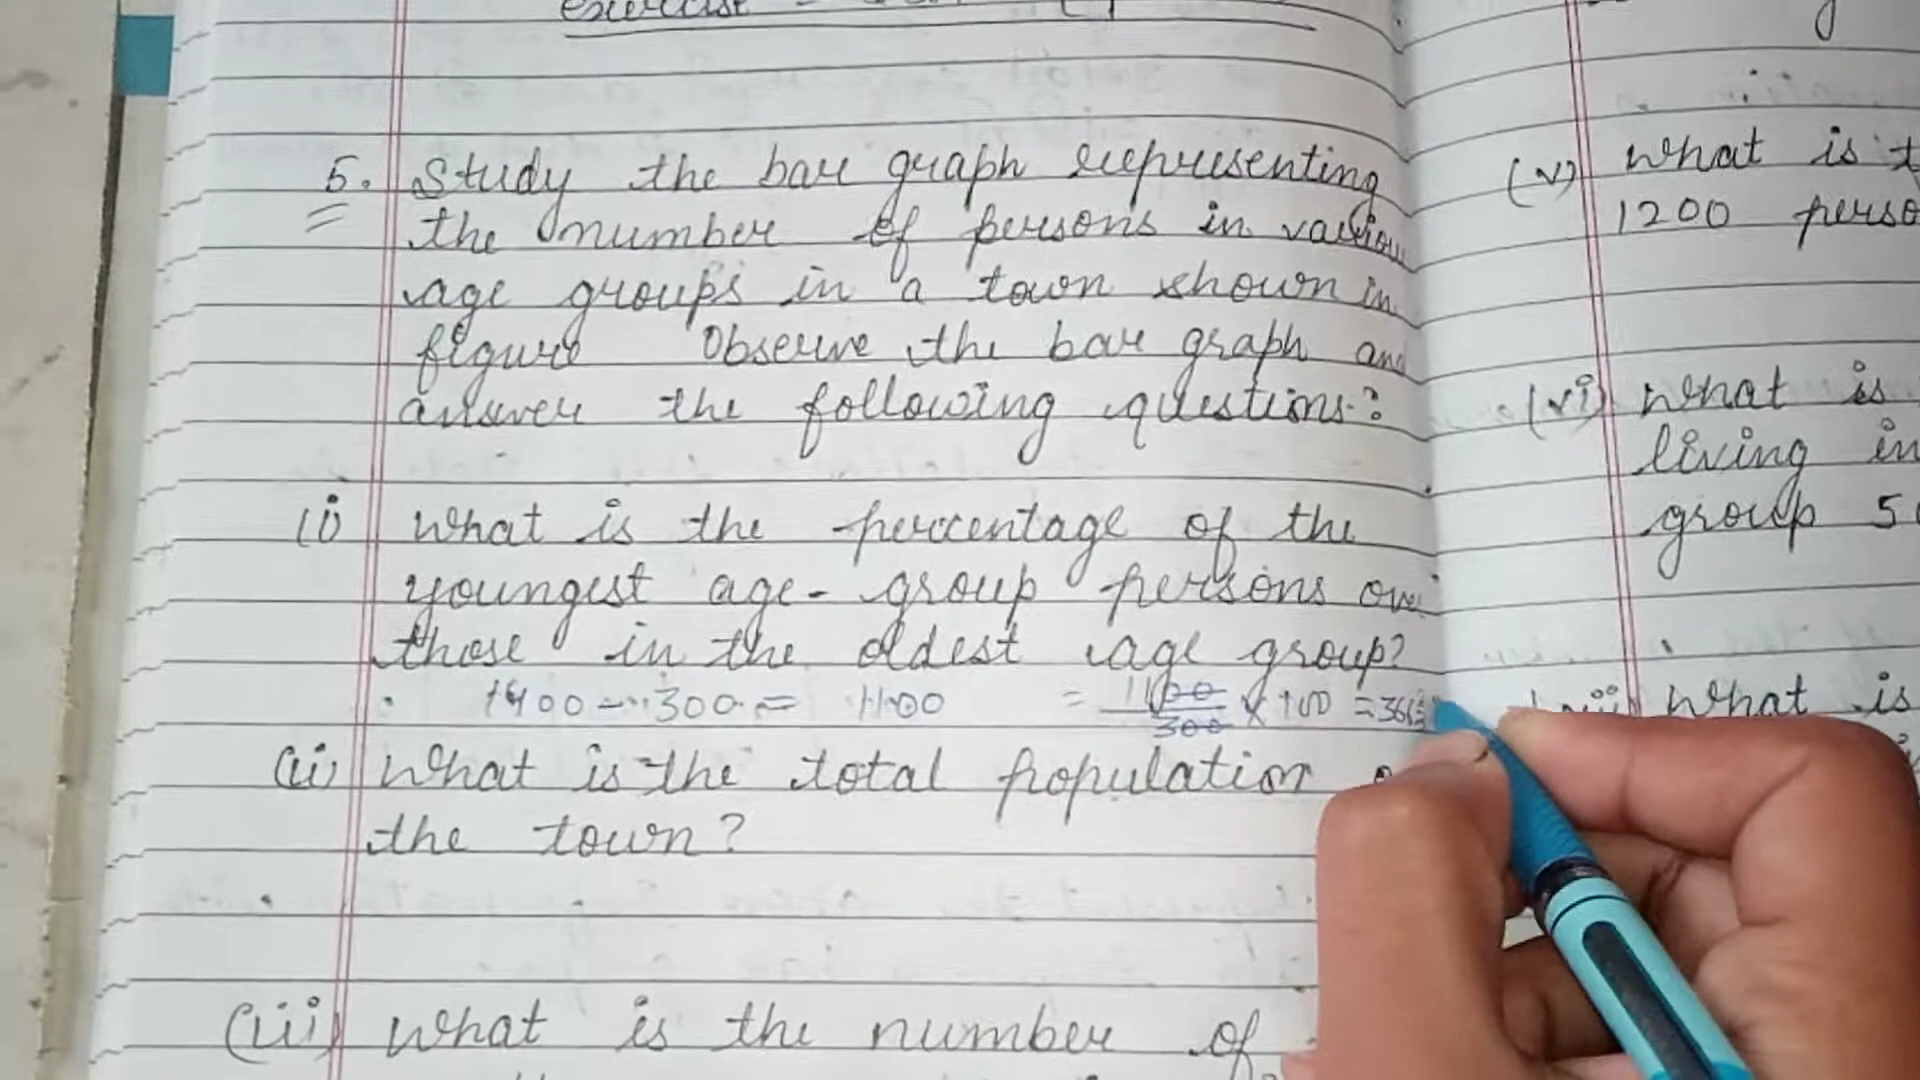 exercise
5. Study the bar graph representing
the number of persons in various
age groups in a town shown in
figure Observe the bar graph and
answer the following questions:?
(i) What is the percentage of the
youngest age-group persons over
those in the oldest age group?
1400 - 300 = 1100 = 1100/300 × 100 =
(ii) What is the total population
the town?
(iii) What is the number of
(v) What is t
1200 perso
(vi) What is
living in
group 50
What is